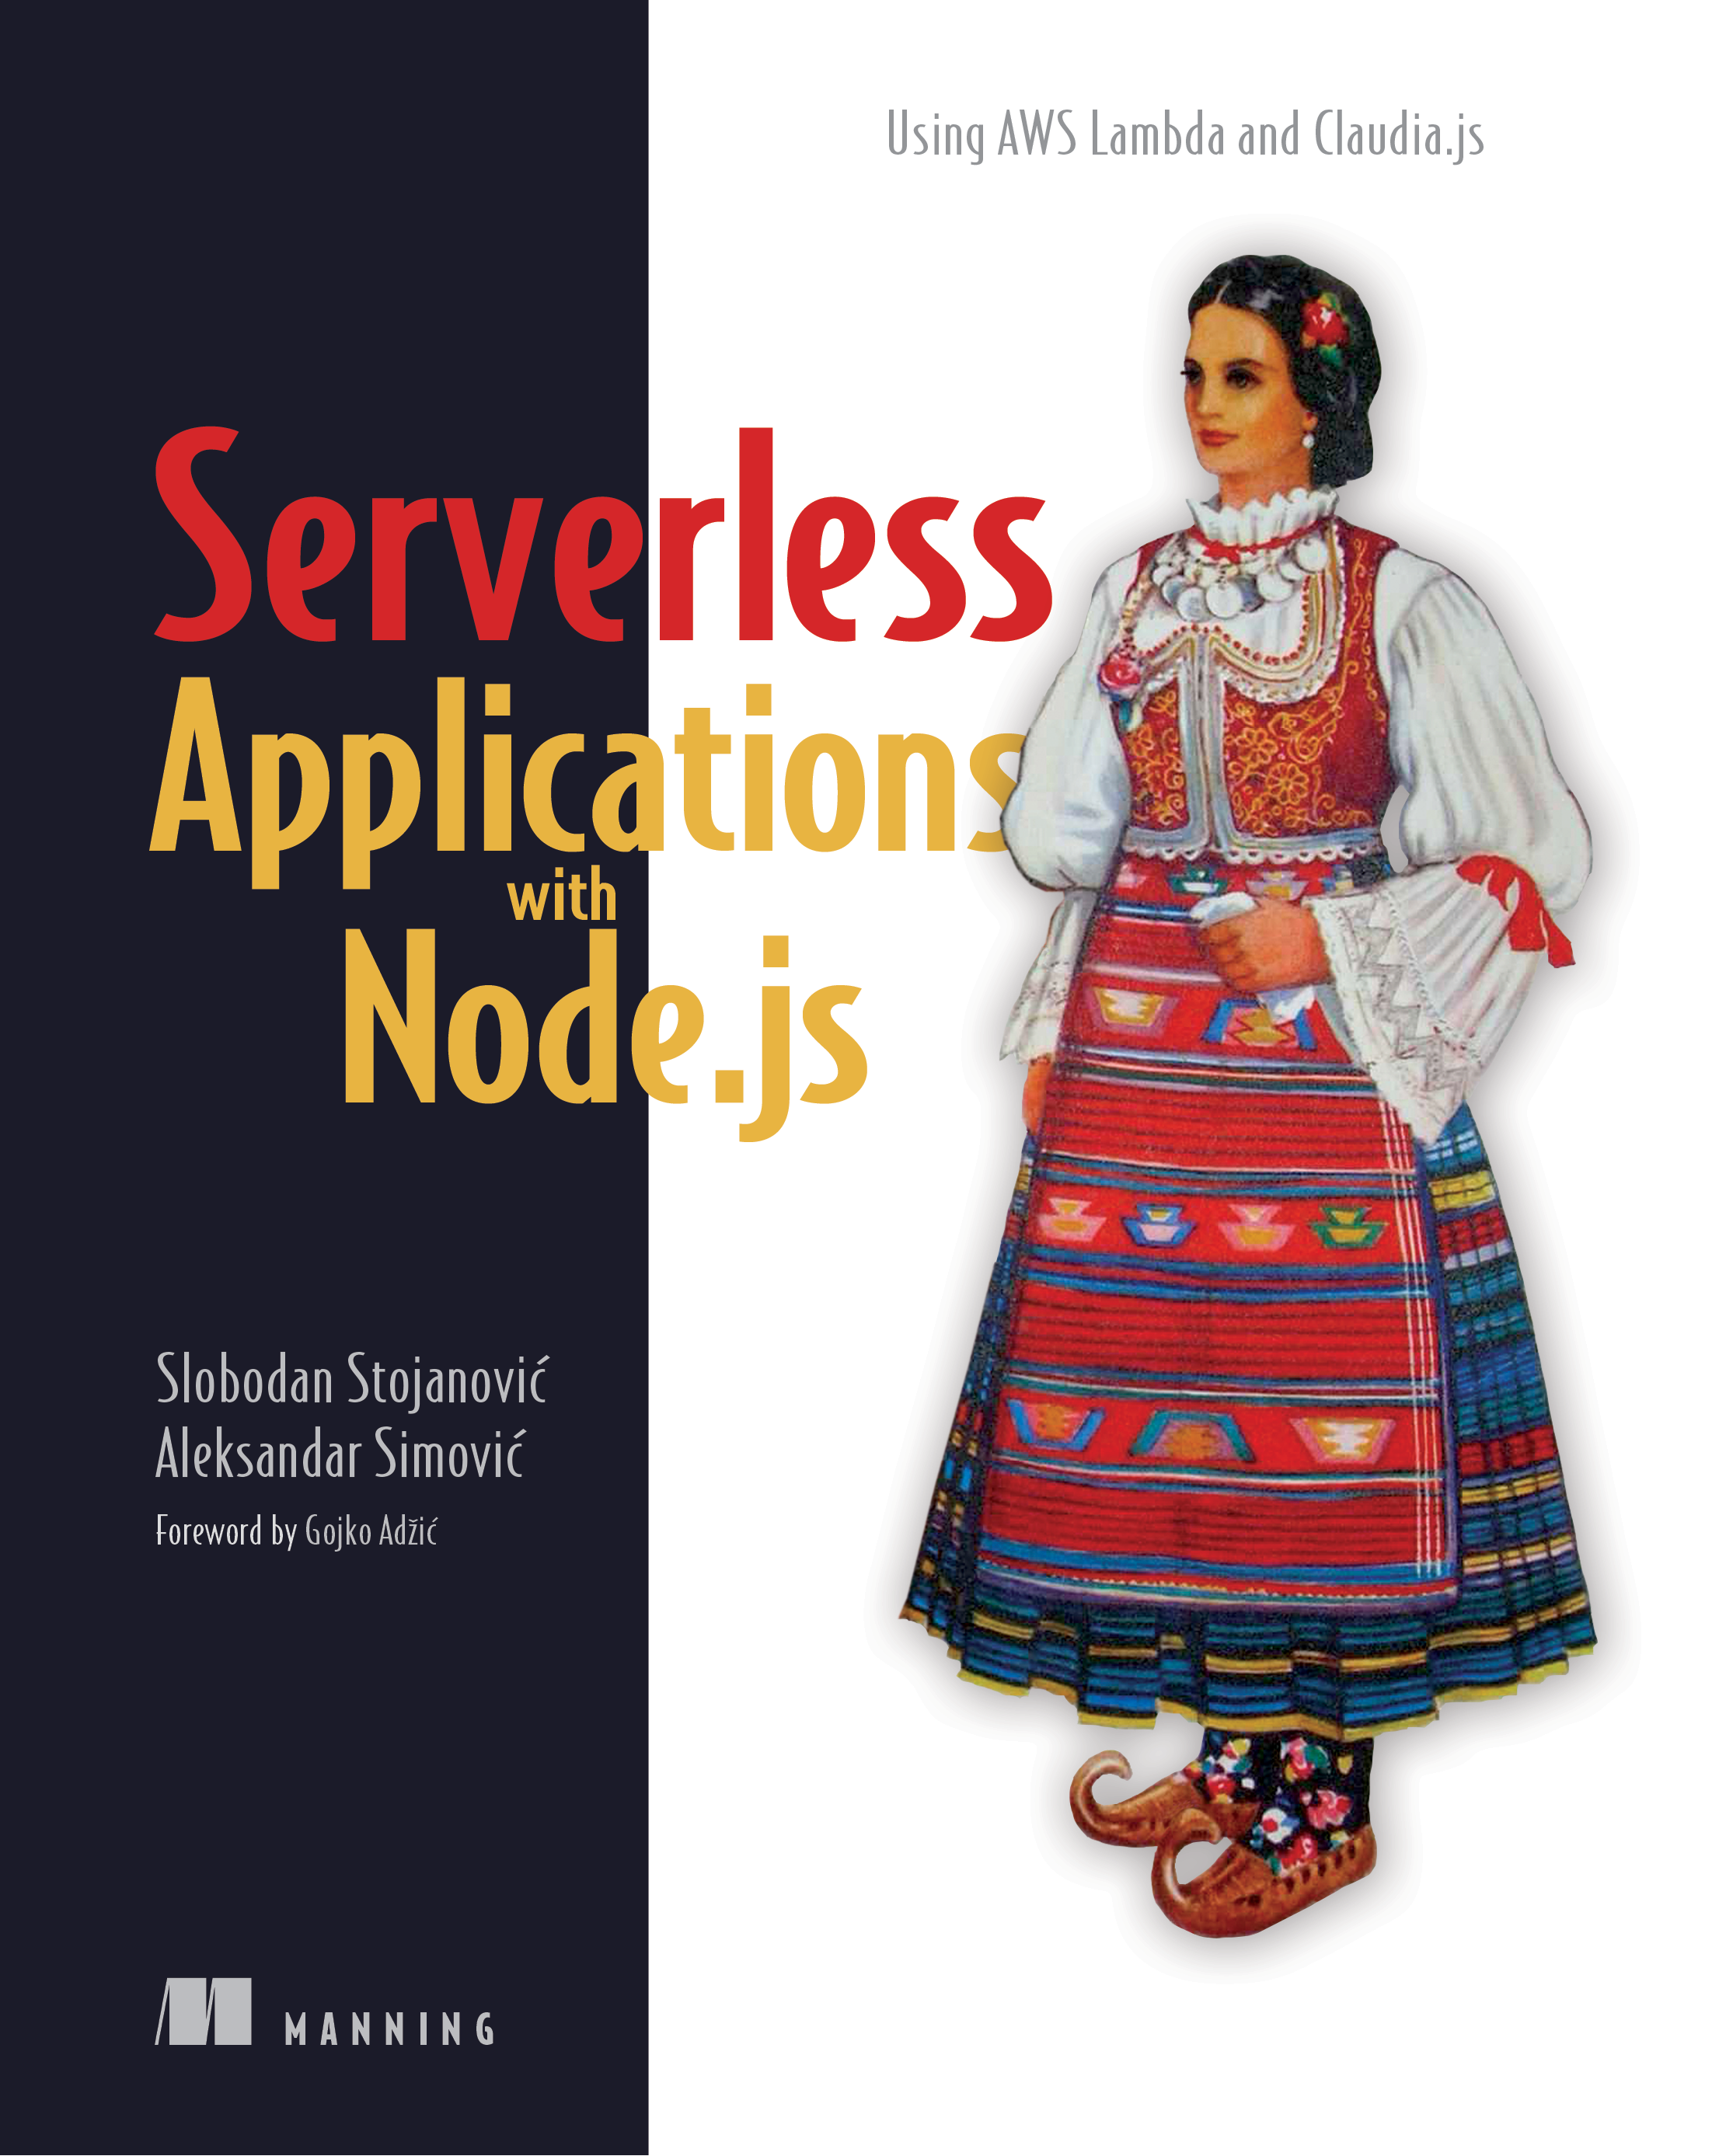 Using AWS Lambda and Claudia.js
Serverless
Applications
with
Node.js
Slobodan Stojanović
Aleksandar Simović
Foreword by Gojko Adžić
MANNING